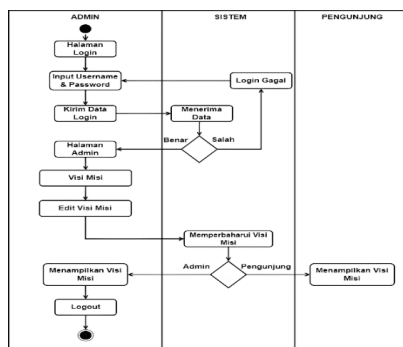 ADMIN
SISTEM
PENGUNJUNG
Halaman
Login
Input Username
& Password
Login Gagal
Kirim Data
Login
Menerima
Data
Benar
Salah
Halaman
Admin
Visi Misi
Edit Visi Misi
Memperbaharui Visi
Misi
Admin
Pengunjung
Menampilkan Visi
Misi
Menampilkan Visi
Misi
Logout